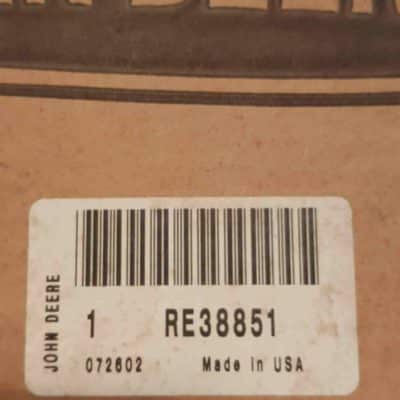 JOHN DEERE
1 RE38851
072602 Made In USA